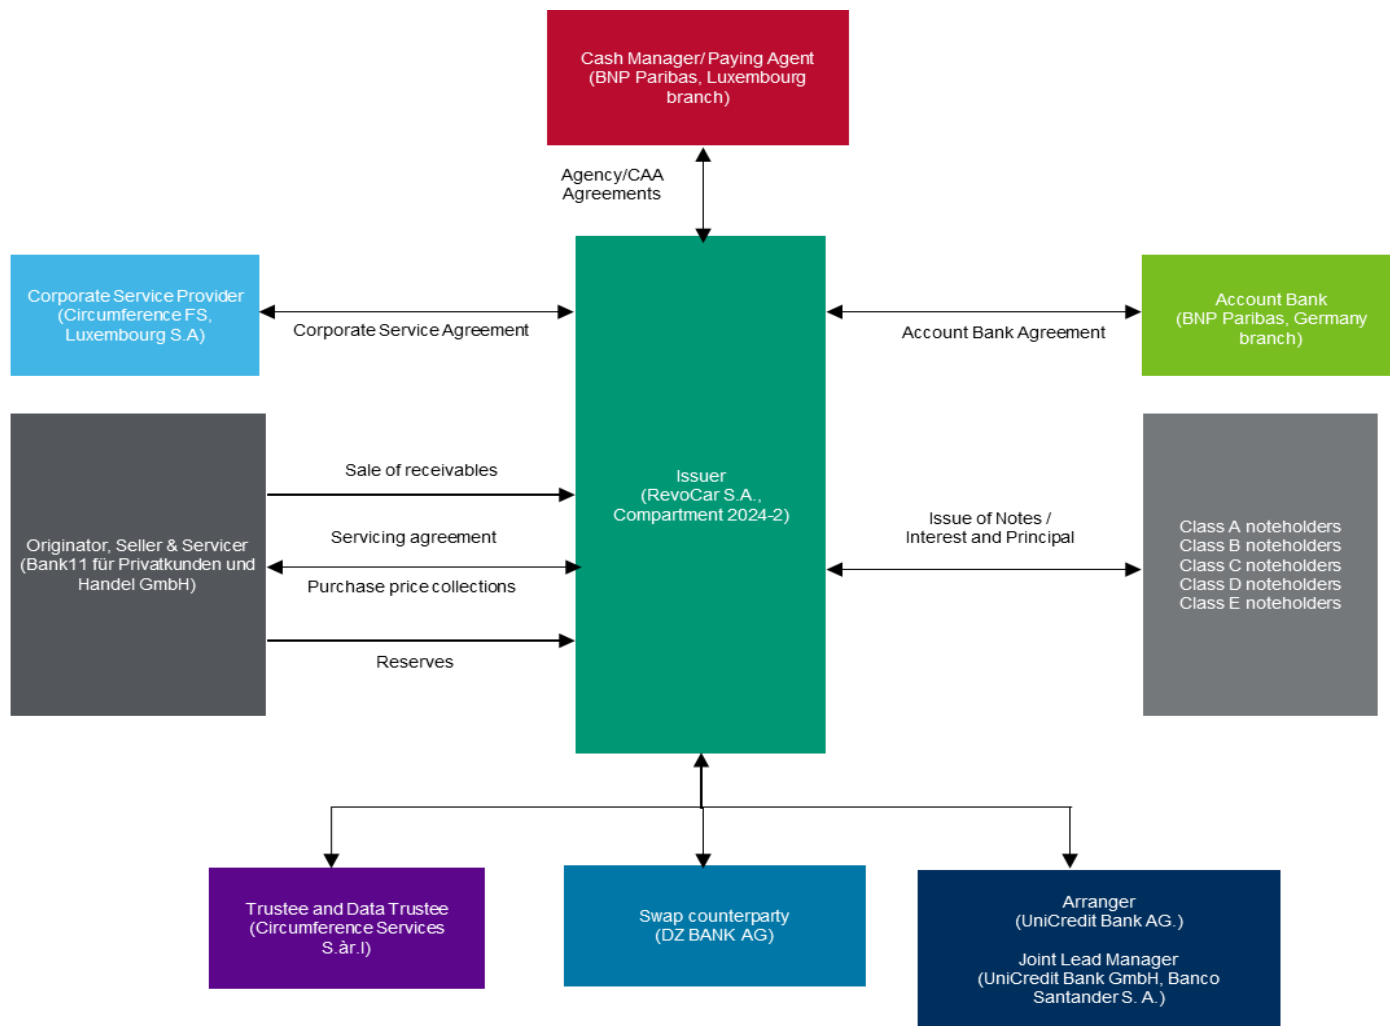 Cash Manager/ Paying Agent
(BNP Paribas, Luxembourg
branch)
Agency/CAA
Agreements
Corporate Service Provider
(Circumference FS,
Luxembourg S.A)
Corporate Service Agreement
Account Bank Agreement
Account Bank
(BNP Paribas, Germany
branch)
Originator, Seller & Servicer
(Bank11 für Privatkunden und
Handel GmbH)
Sale of receivables
Servicing agreement
Purchase price collections
Reserves
Issuer
(RevoCar S.A.,
Compartment 2024-2)
Issue of Notes /
Interest and Principal
Class A noteholders
Class B noteholders
Class C noteholders
Class D noteholders
Class E noteholders
Trustee and Data Trustee
(Circumference Services
S.àr.l)
Swap counterparty
(DZ BANK AG)
Arranger
(UniCredit Bank AG.)
Joint Lead Manager
(UniCredit Bank GmbH, Banco
Santander S. A.)